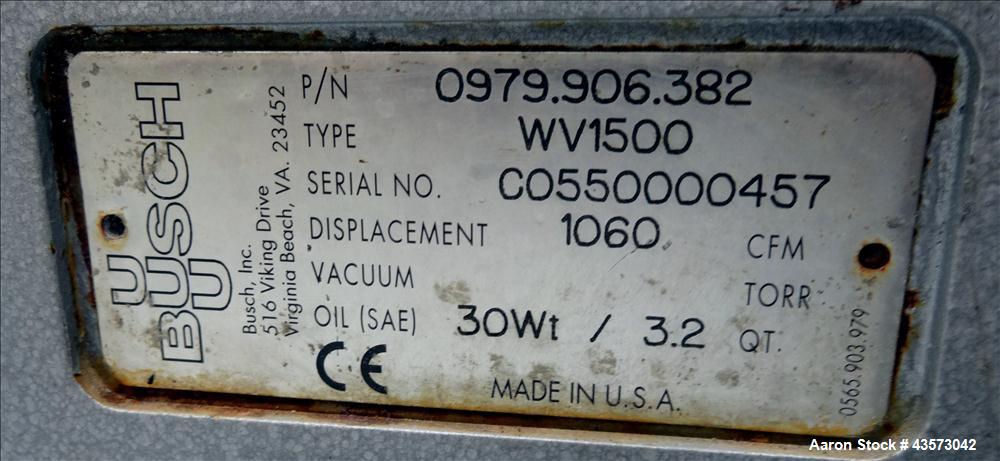 U
BUSCH
U
Busch, Inc.
516 Viking Drive
Virginia Beach, VA. 23452
P/N 0979.906.382
TYPE WV1500
SERIAL NO. C0550000457
DISPLACEMENT 1060 CFM
VACUUM TORR
OIL (SAE) 30Wt / 3.2 QT.
CE
MADE IN U.S.A.
0565.903.979
Aaron Stock # 43573042